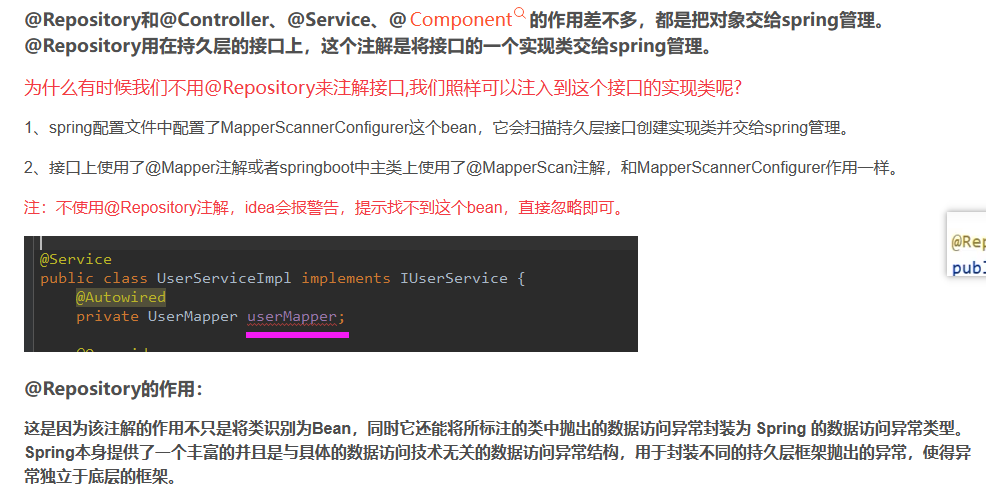 @Repository和@Controller、@Service、@Component的作用差不多，都是把对象交给spring管理。
@Repository用在持久层的接口上，这个注解是将接口的一个实现类交给spring管理。
为什么有时候我们不用@Repository来注解接口,我们照样可以注入到这个接口的实现类呢?
1、spring配置文件中配置了MapperScannerConfigurer这个bean，它会扫描持久层接口创建实现类并交给spring管理。
2、接口上使用了@Mapper注解或者springboot中主类上使用了@MapperScan注解，和MapperScannerConfigurer作用一样。
注：不使用@Repository注解，idea会报警告，提示找不到这个bean，直接忽略即可。
@Rep
publ
@Service
public class UserServiceImpl implements IUserService {
@Autowired
private UserMapper userMapper;
@Repository的作用：
这是因为该注解的作用不只是将类识别为Bean，同时它还能将所标注的类中抛出的数据访问异常封装为 Spring 的数据访问异常类型。
Spring本身提供了一个丰富的并且是与具体的数据访问技术无关的数据访问异常结构，用于封装不同的持久层框架抛出的异常，使得异
常独立于底层的框架。